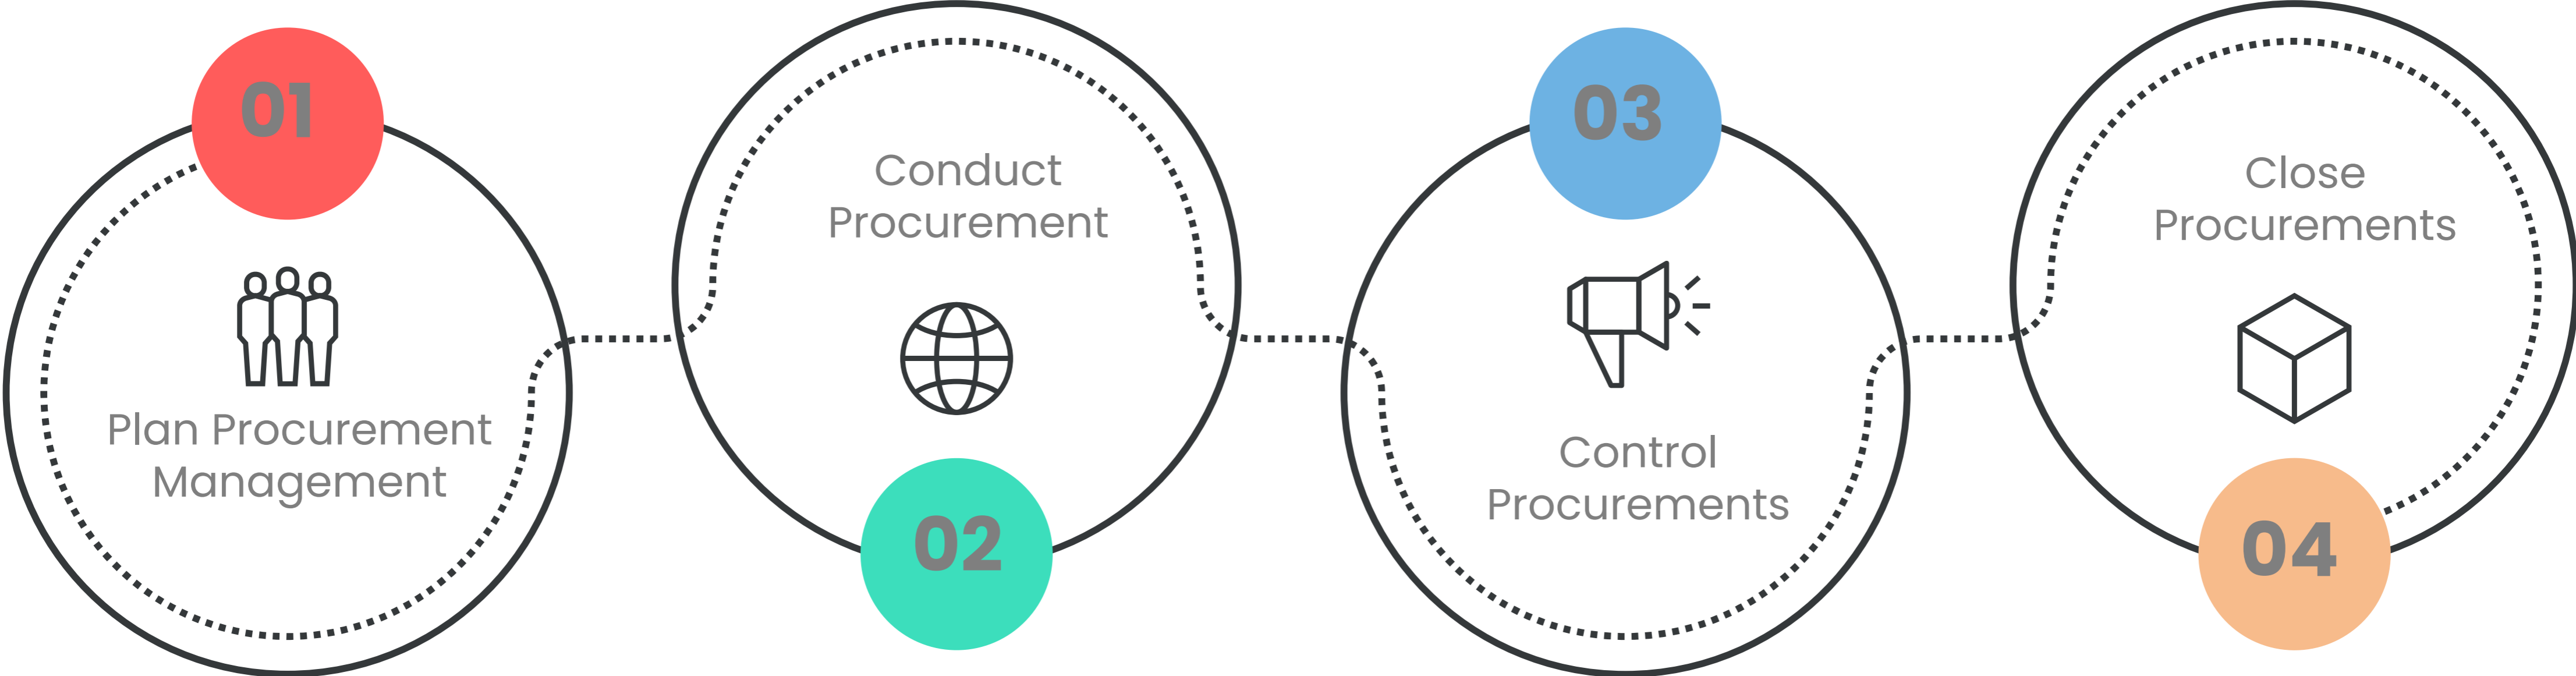 01
Plan Procurement
Management
Conduct
Procurement
02
03
Control
Procurements
Close
Procurements
04